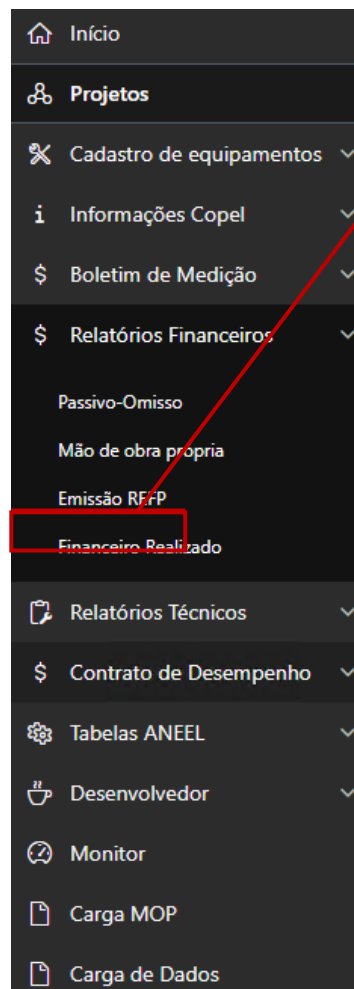 Início
Projetos
Cadastro de equipamentos
i Informações Copel
$ Boletim de Medição
$ Relatórios Financeiros
Passivo-Omisso
Mão de obra propria
Emissão REFP
Financeiro Realizado
Relatórios Técnicos
$ Contrato de Desempenho
Tabelas ANEEL
Desenvolvedor
Monitor
Carga MOP
Carga de Dados